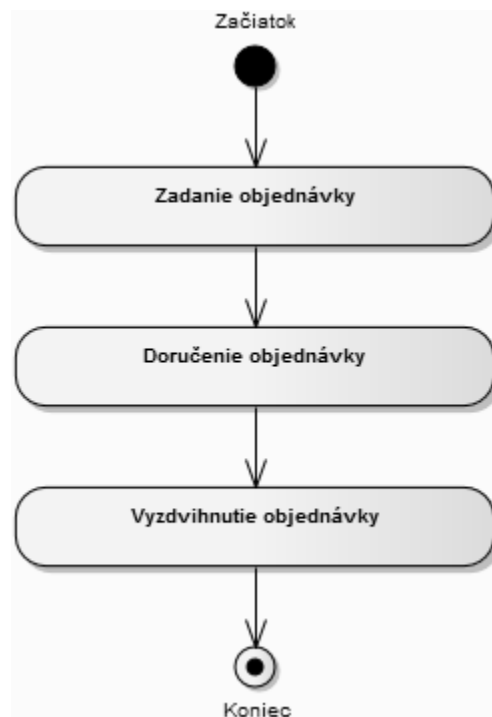 Začiatok
Zadanie objednávky
Doručenie objednávky
Vyzdvihnutie objednávky
Koniec